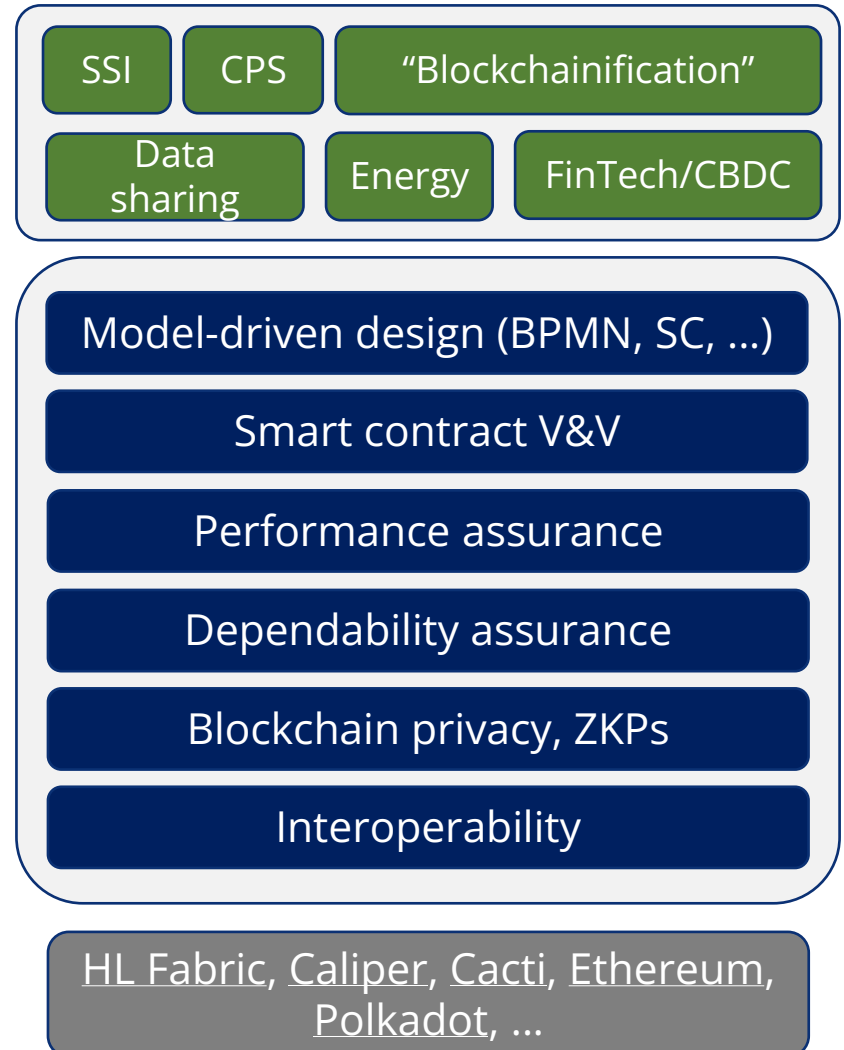 SSI
CPS
“Blockchainification”
Data
sharing
Energy
FinTech/CBDC
Model-driven design (BPMN, SC, ...)
Smart contract V&V
Performance assurance
Dependability assurance
Blockchain privacy, ZKPs
Interoperability
HL Fabric, Caliper, Cacti, Ethereum,
Polkadot, ...